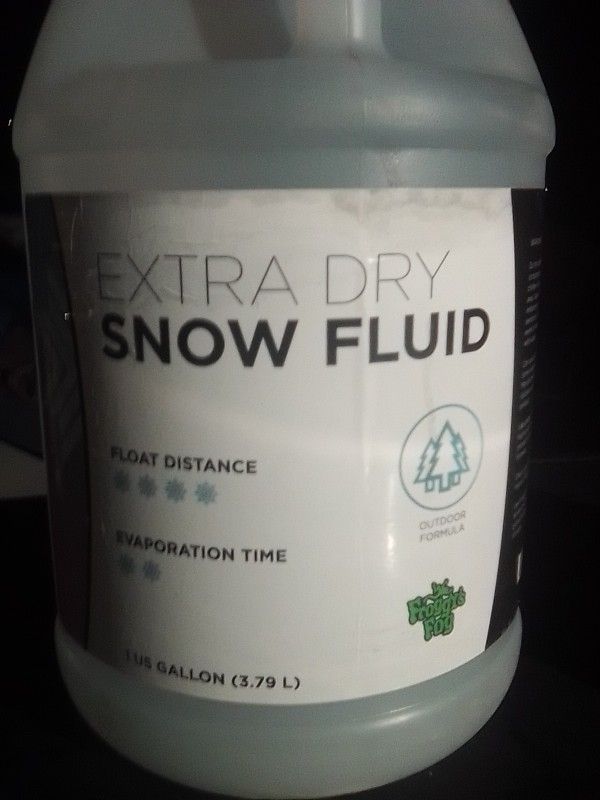 EXTRA DRY
SNOW FLUID
FLOAT DISTANCE
EVAPORATION TIME
OUTDOOR
FORMULA
Froggy's
Fog
1 US GALLON (3.79 L)